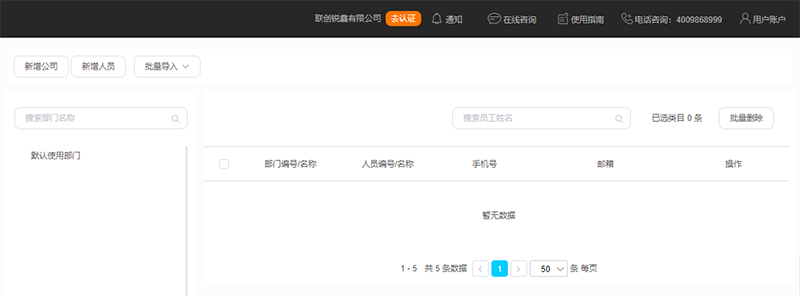 联创锐鑫有限公司 去认证 通知 在线咨询 使用指南 电话咨询：4009868999 用户账户
新增公司 新增人员 批量导入
搜索部门名称 搜索员工姓名 已选类目 0 条 批量删除
默认使用部门
部门编号/名称 人员编号/名称 手机号 邮箱 操作
暂无数据
1 - 5 共 5 条数据 1 50 条 每页